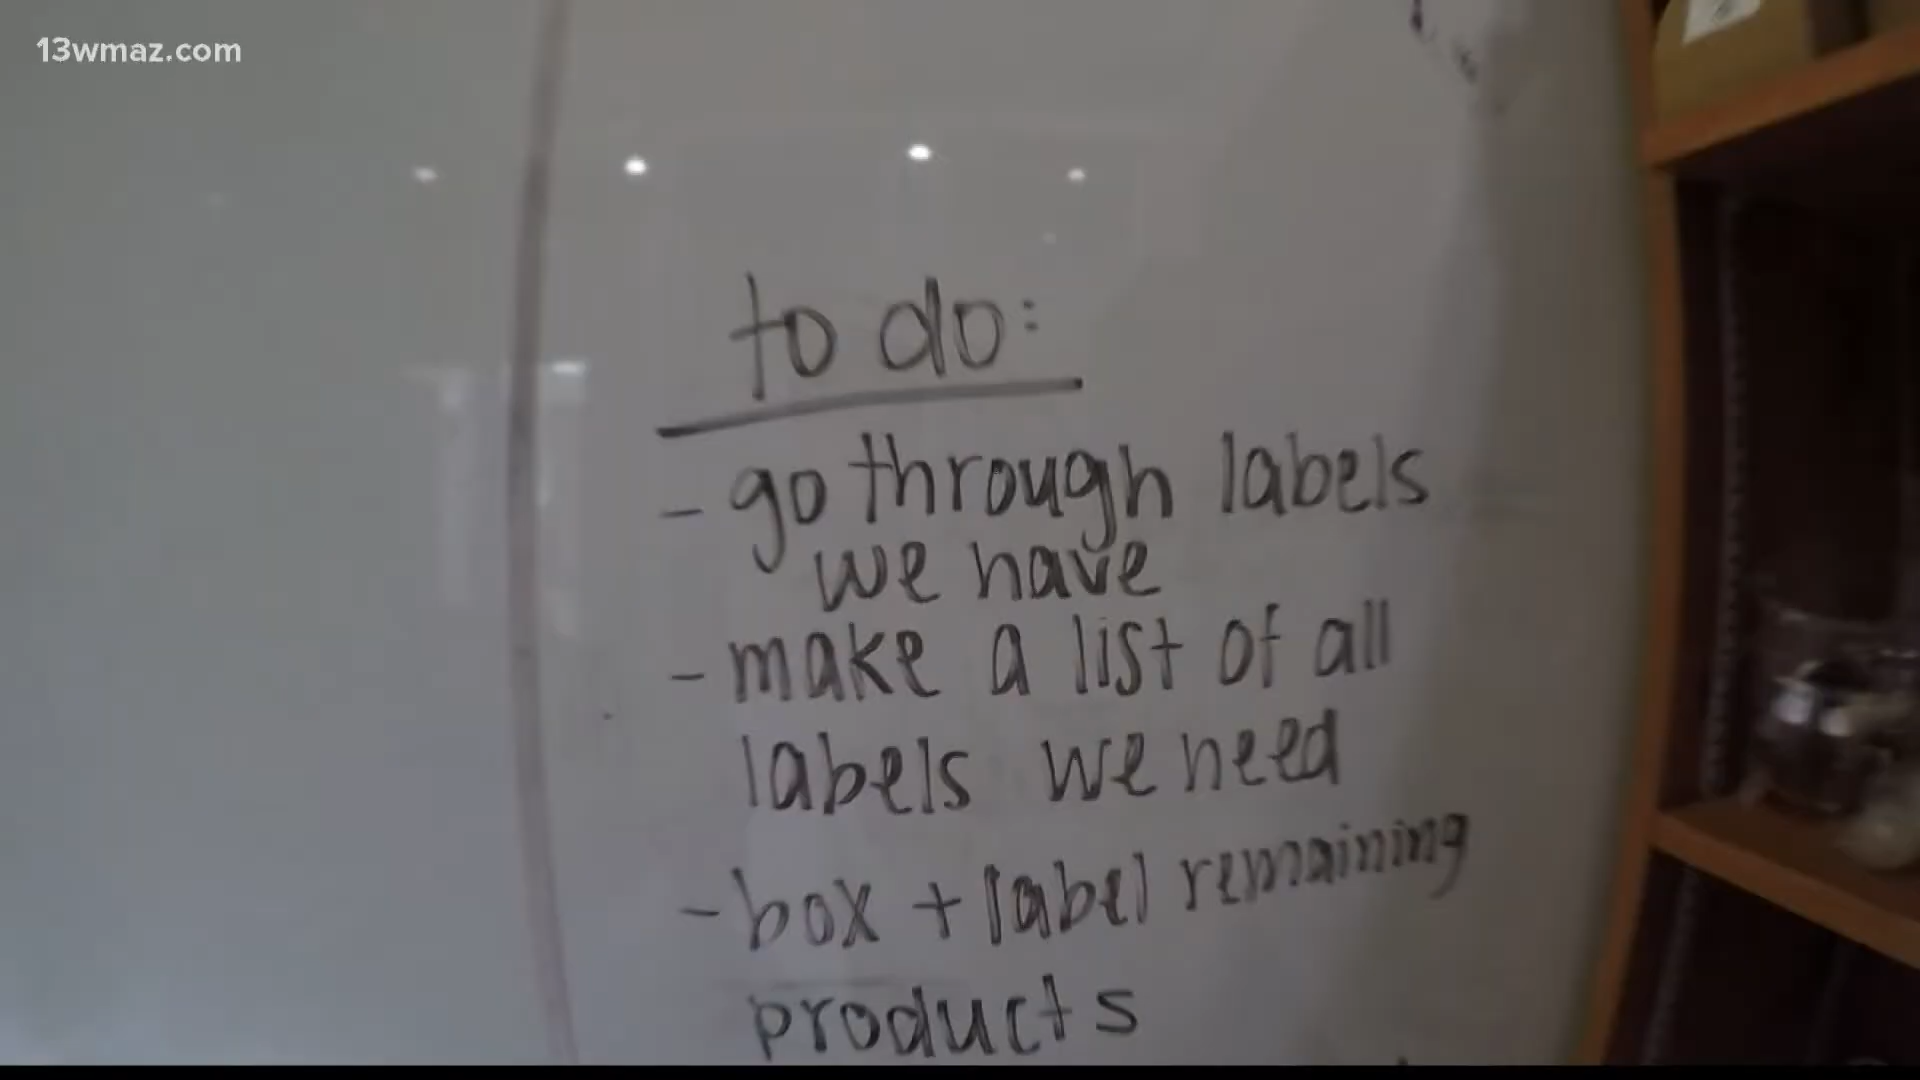 13wmaz.com
to do:
- go through labels
we have
- make a list of all
labels we need
- box + label remaining
products